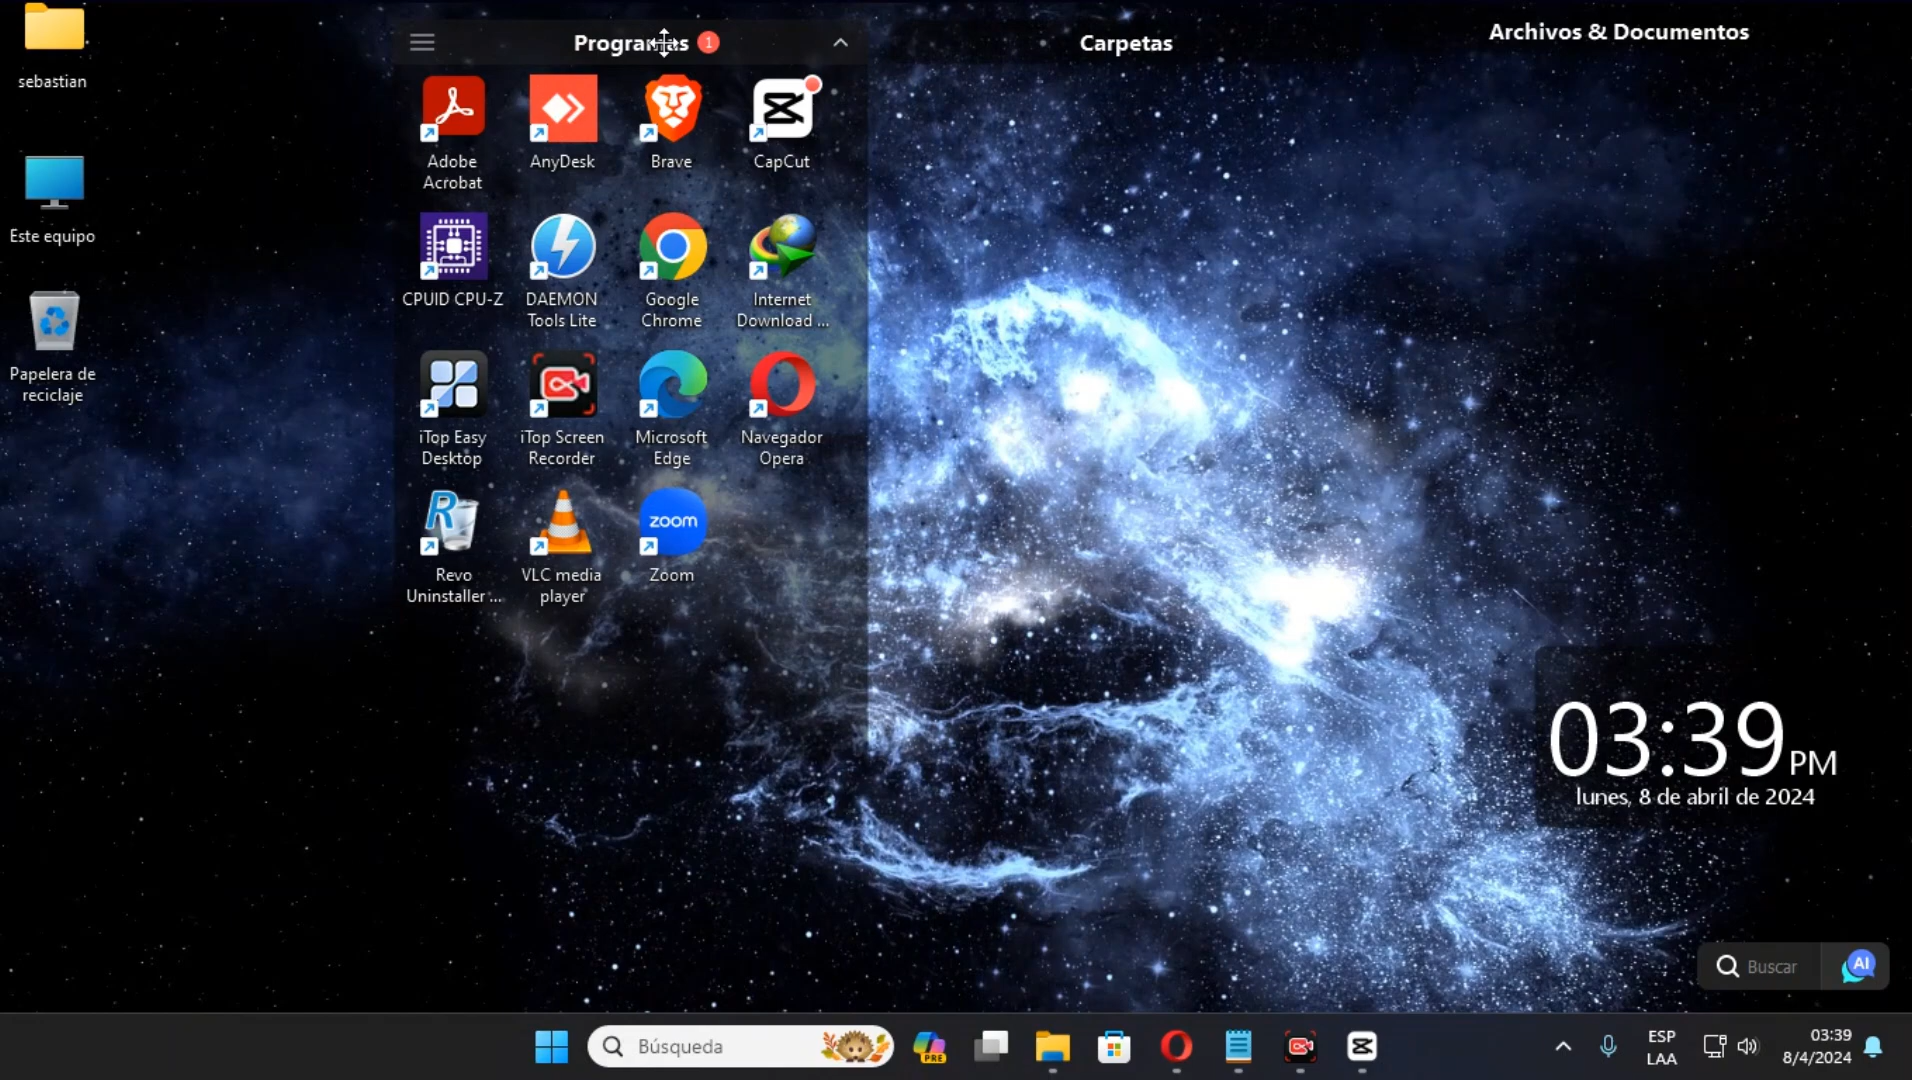 sebastian
Este equipo
Papelera de
reciclaje
Programas 1
Adobe
Acrobat
AnyDesk
Brave
CapCut
CPUID CPU-Z
DAEMON
Tools Lite
Google
Chrome
Internet
Download ...
iTop Easy
Desktop
iTop Screen
Recorder
Microsoft
Edge
Navegador
Opera
Revo
Uninstaller ...
VLC media
player
zoom
Zoom
Carpetas
Archivos & Documentos
03:39 PM
lunes, 8 de abril de 2024
Buscar
AI
Búsqueda
PRE
ESP
LAA
03:39
8/4/2024